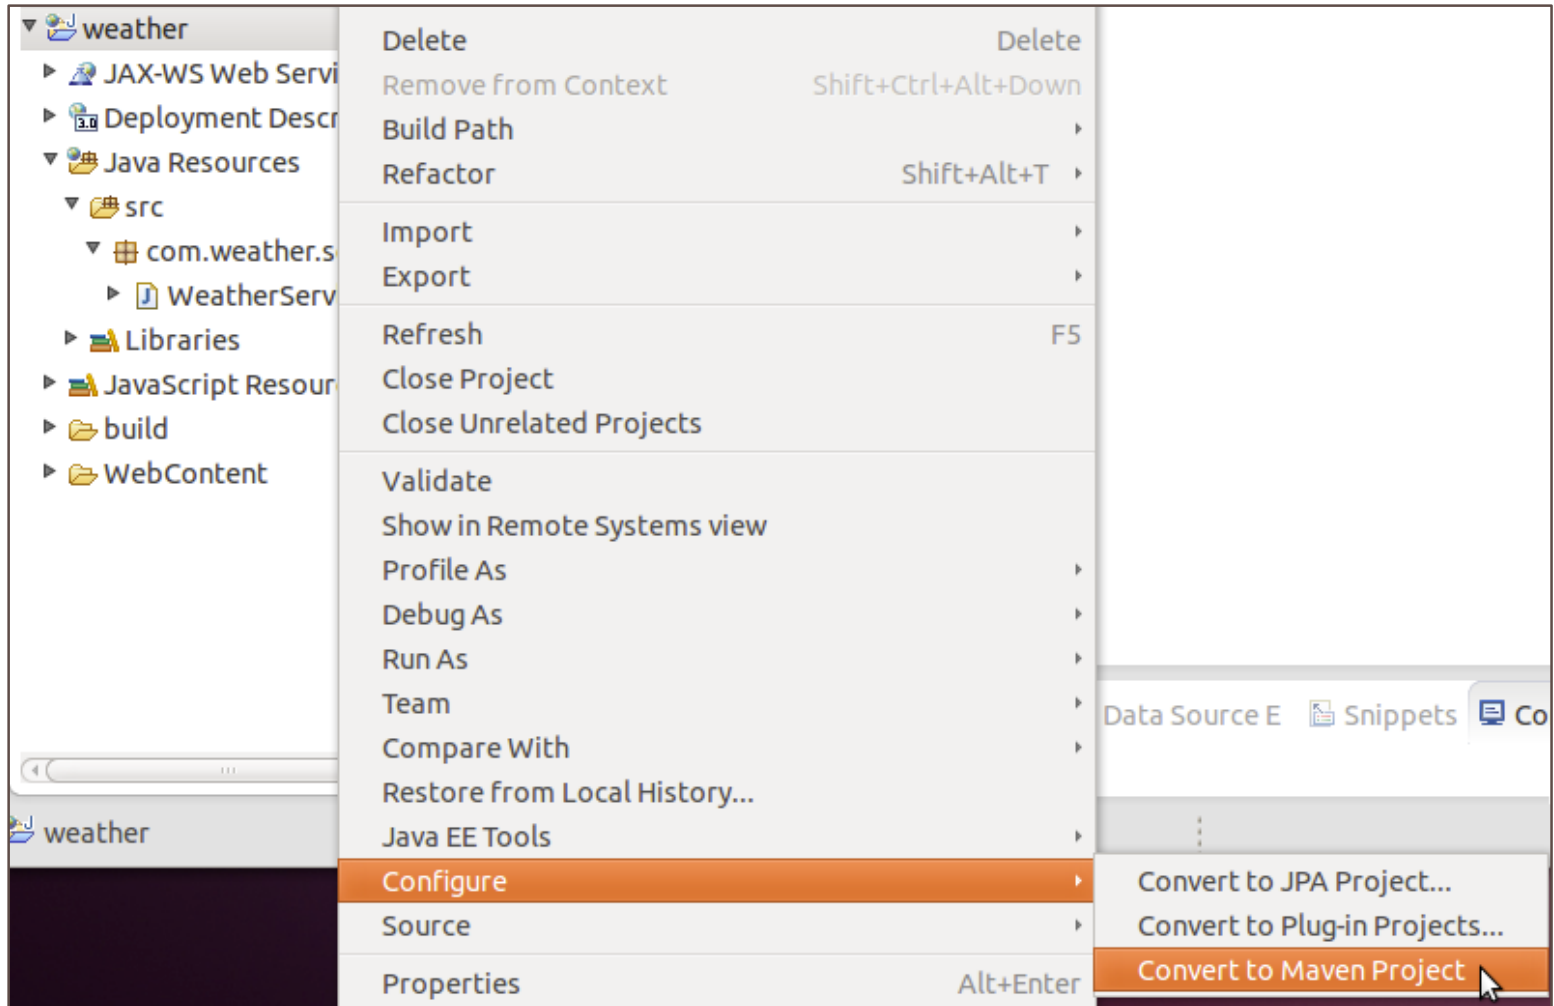 weather
JAX-WS Web Servi
Deployment Descr
3.0
Java Resources
src
com.weather.s
WeatherServ
Libraries
JavaScript Resour
build
WebContent
weather
Delete Delete
Remove from Context Shift+Ctrl+Alt+Down
Build Path
Refactor Shift+Alt+T
Import
Export
Refresh F5
Close Project
Close Unrelated Projects
Validate
Show in Remote Systems view
Profile As
Debug As
Run As
Team
Compare With
Restore from Local History...
Java EE Tools
Configure
Source
Properties Alt+Enter
Data Source E Snippets Co
Convert to JPA Project...
Convert to Plug-in Projects...
Convert to Maven Project